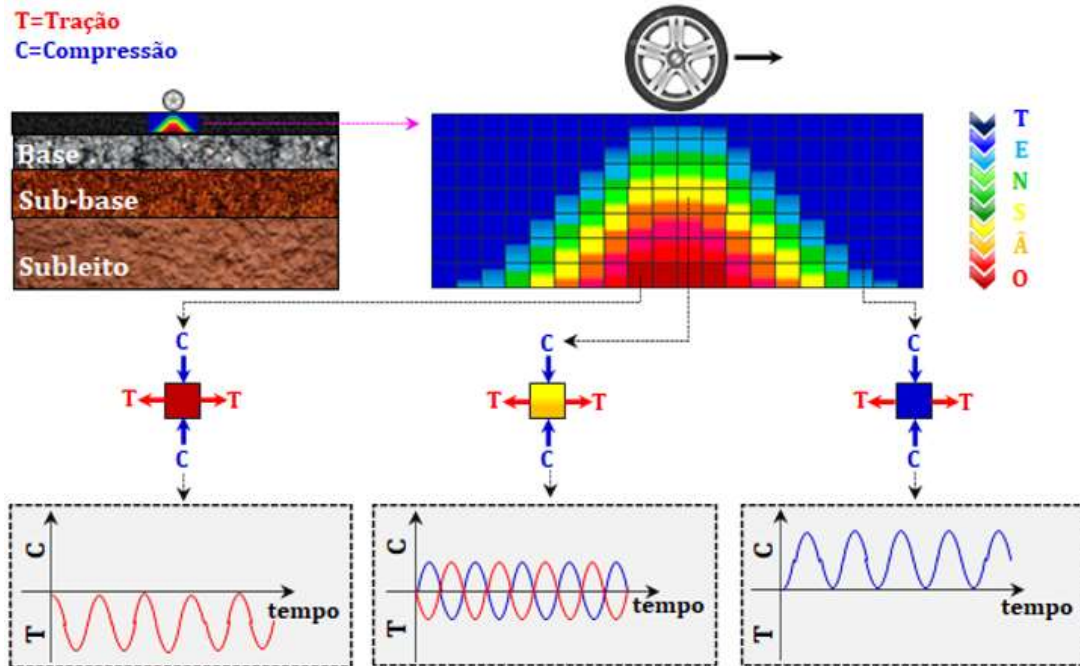 T=Tração
C=Compressão
Base
Sub-base
Subleito
T
E
N
S
Ã
O
C
T T
C
C
T T
C
C
T T
C
C
T
tempo
C
T
tempo
C
T
tempo